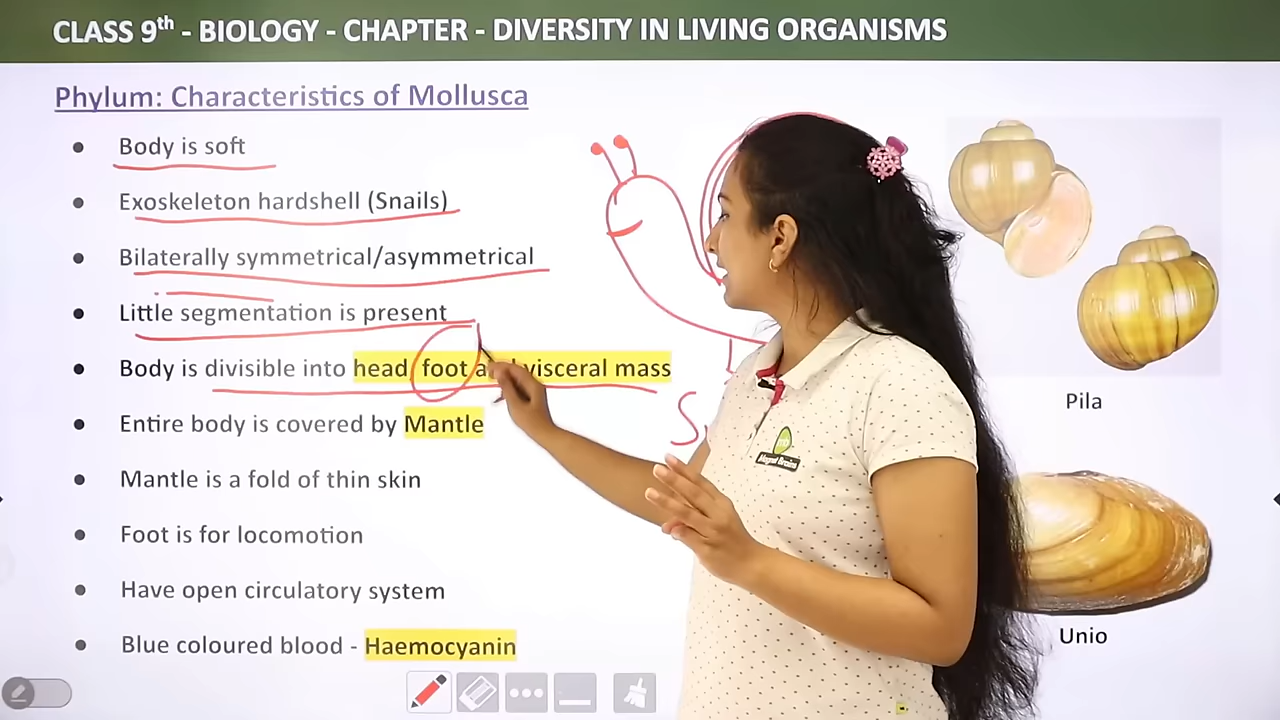 CLASS 9th - BIOLOGY - CHAPTER - DIVERSITY IN LIVING ORGANISMS
Phylum: Characteristics of Mollusca
• Body is soft
• Exoskeleton hardshell (Snails)
• Bilaterally symmetrical/asymmetrical
• Little segmentation is present
• Body is divisible into head foot and visceral mass
• Entire body is covered by Mantle
• Mantle is a fold of thin skin
• Foot is for locomotion
• Have open circulatory system
• Blue coloured blood - Haemocyanin
Pila
Unio
Magnet Brains